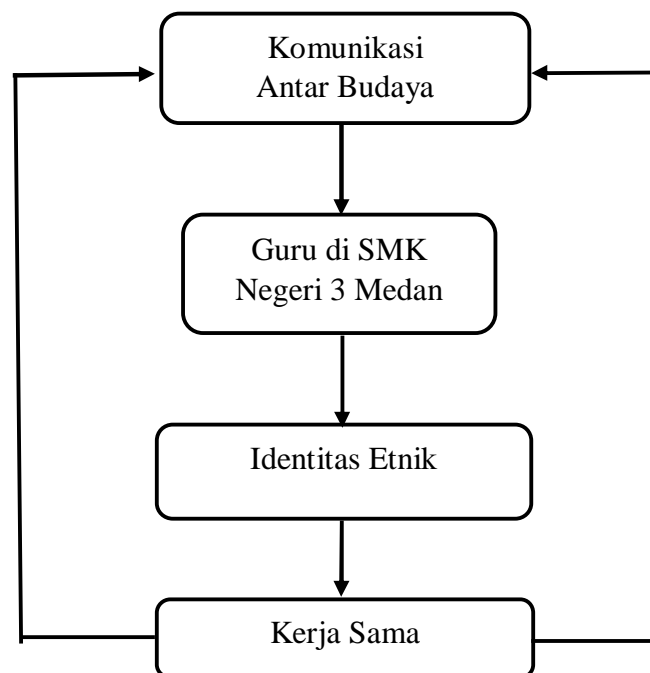 Komunikasi
Antar Budaya
Guru di SMK
Negeri 3 Medan
Identitas Etnik
Kerja Sama